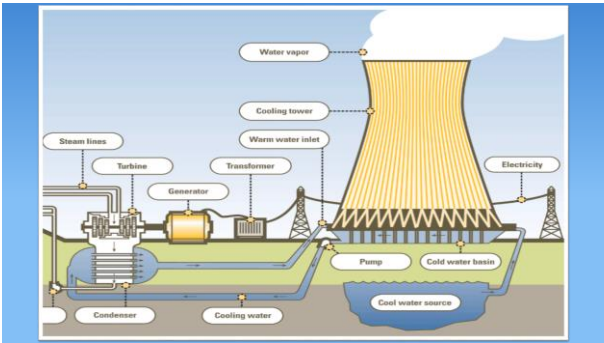 Water vapor
Cooling tower
Steam lines
Warm water inlet
Turbine
Transformer
Electricity
Generator
Pump
Cold water basin
Cool water source
Condenser
Cooling water